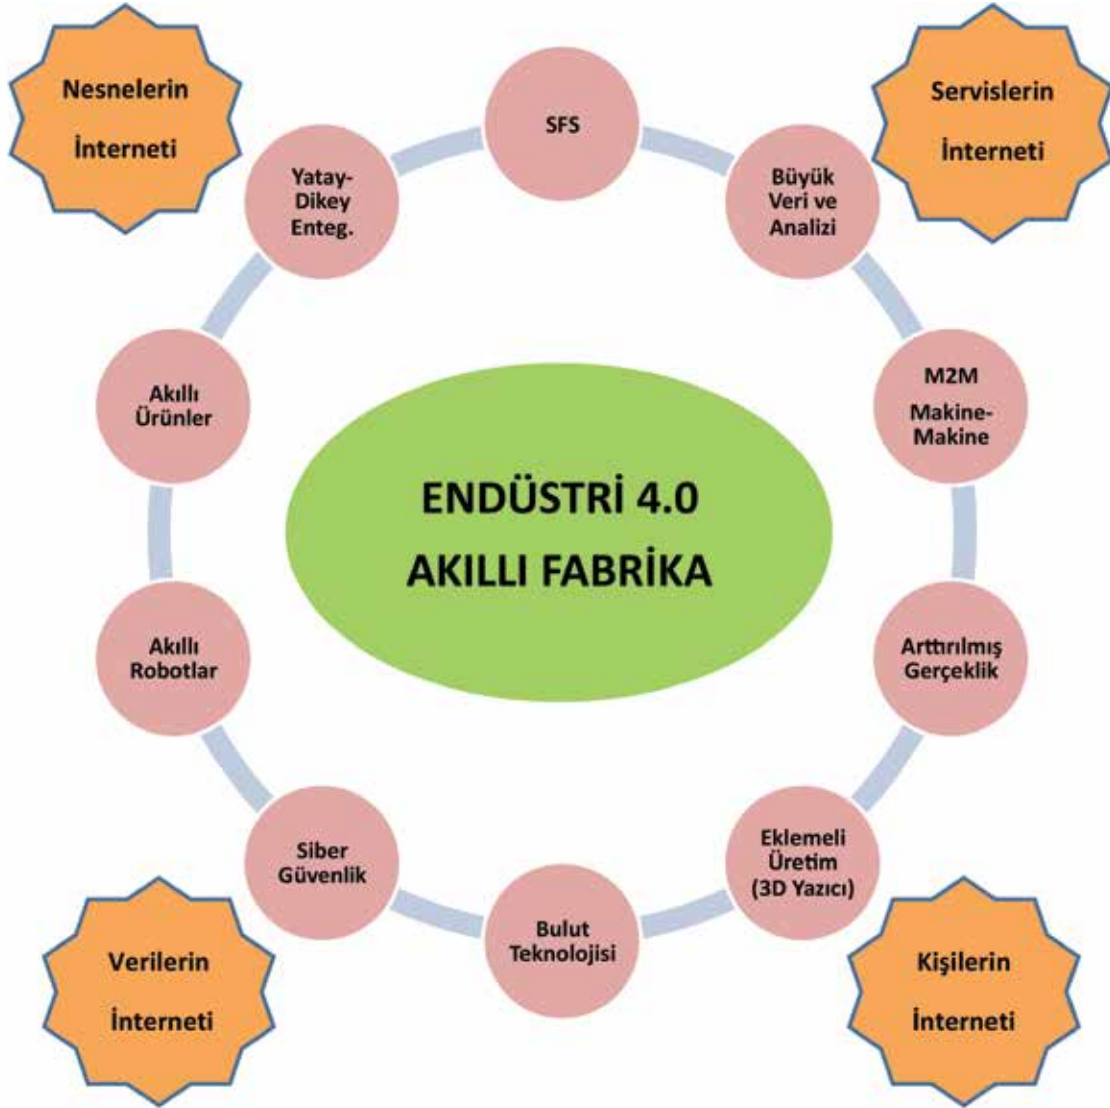 Nesnelerin
İnterneti
SFS
Servislerin
İnterneti
Yatay-
Dikey
Enteg.
Büyük
Veri ve
Analizi
Akıllı
Ürünler
M2M
Makine-
Makine
ENDÜSTRİ 4.0
AKILLI FABRİKA
Akıllı
Robotlar
Arttırılmış
Gerçeklik
Siber
Güvenlik
Eklemeli
Üretim
(3D Yazıcı)
Bulut
Teknolojisi
Verilerin
İnterneti
Kişilerin
İnterneti